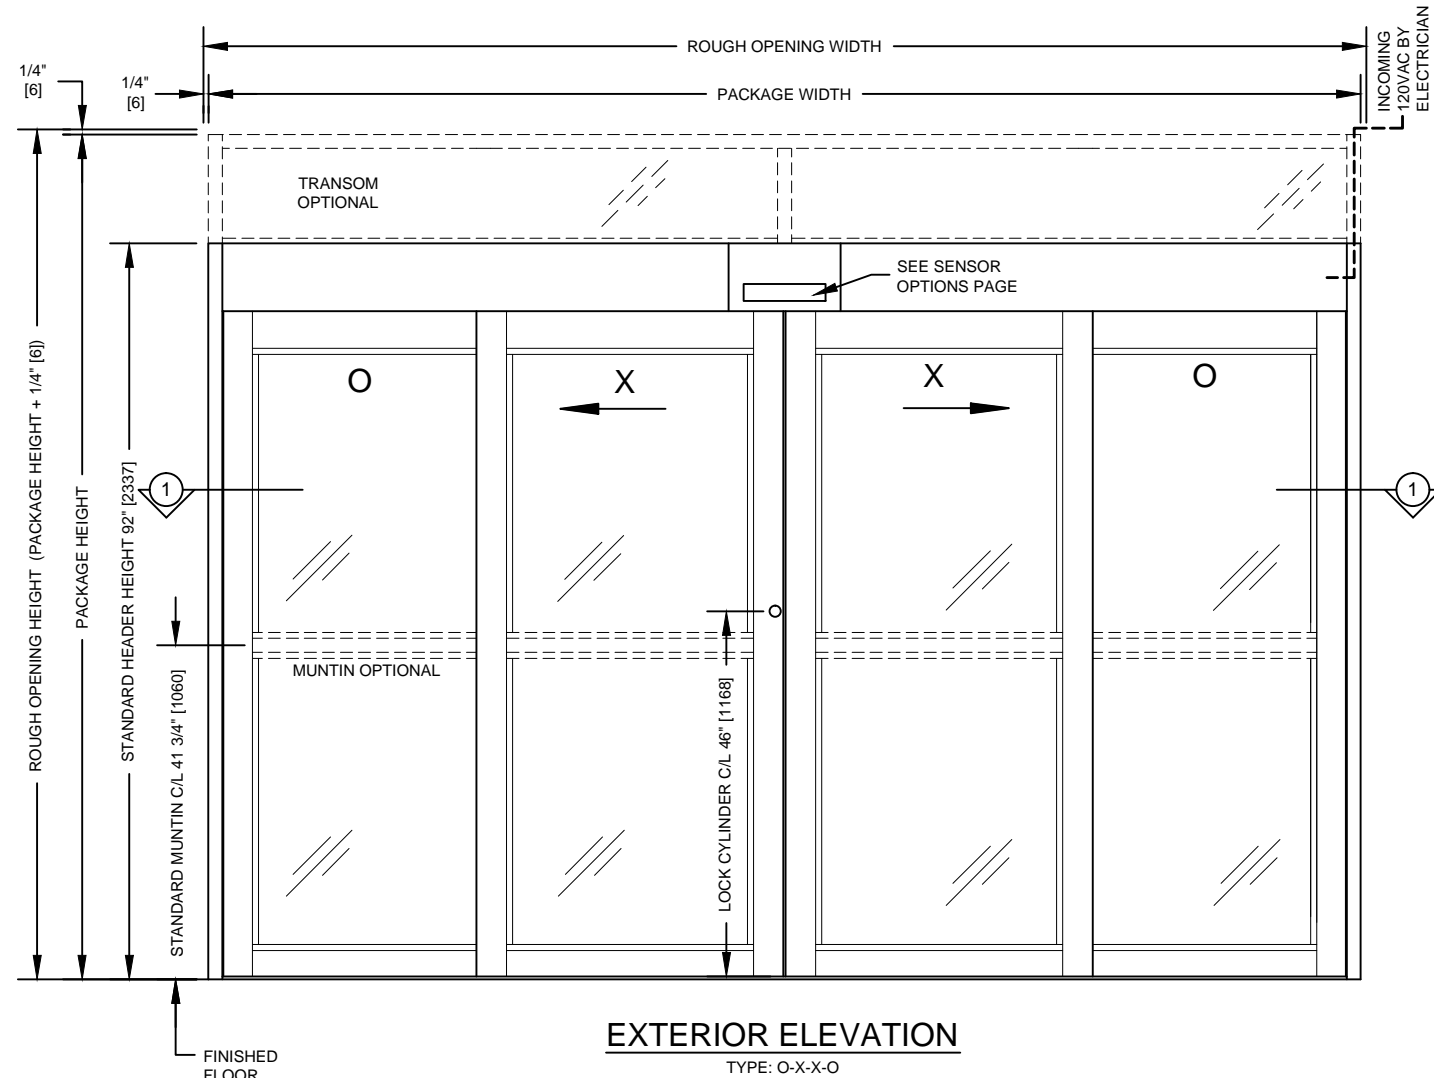 ROUGH OPENING WIDTH
PACKAGE WIDTH
1/4"
[6]
1/4"
[6]
INCOMING
120VAC BY
ELECTRICIAN
TRANSOM
OPTIONAL
SEE SENSOR
OPTIONS PAGE
O
X
X
O
ROUGH OPENING HEIGHT (PACKAGE HEIGHT + 1/4" [6])
PACKAGE HEIGHT
STANDARD HEADER HEIGHT 92" [2337]
1
1
MUNTIN OPTIONAL
STANDARD MUNTIN C/L 41 3/4" [1060]
LOCK CYLINDER C/L 46" [1168]
EXTERIOR ELEVATION
TYPE: O-X-X-O
FINISHED
FLOOR